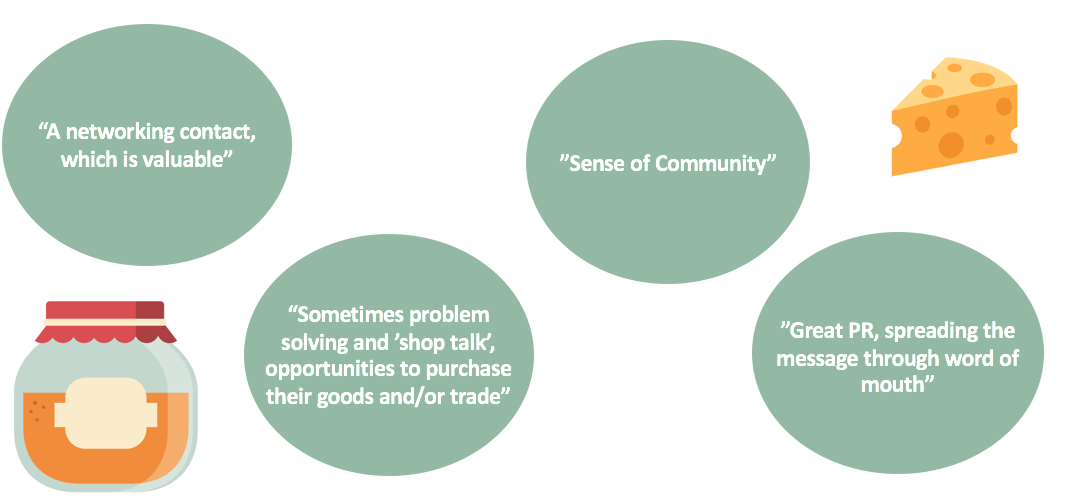 “A networking contact,
which is valuable”
”Sense of Community”
“Sometimes problem
solving and ’shop talk’,
opportunities to purchase
their goods and/or trade”
”Great PR, spreading the
message through word of
mouth”